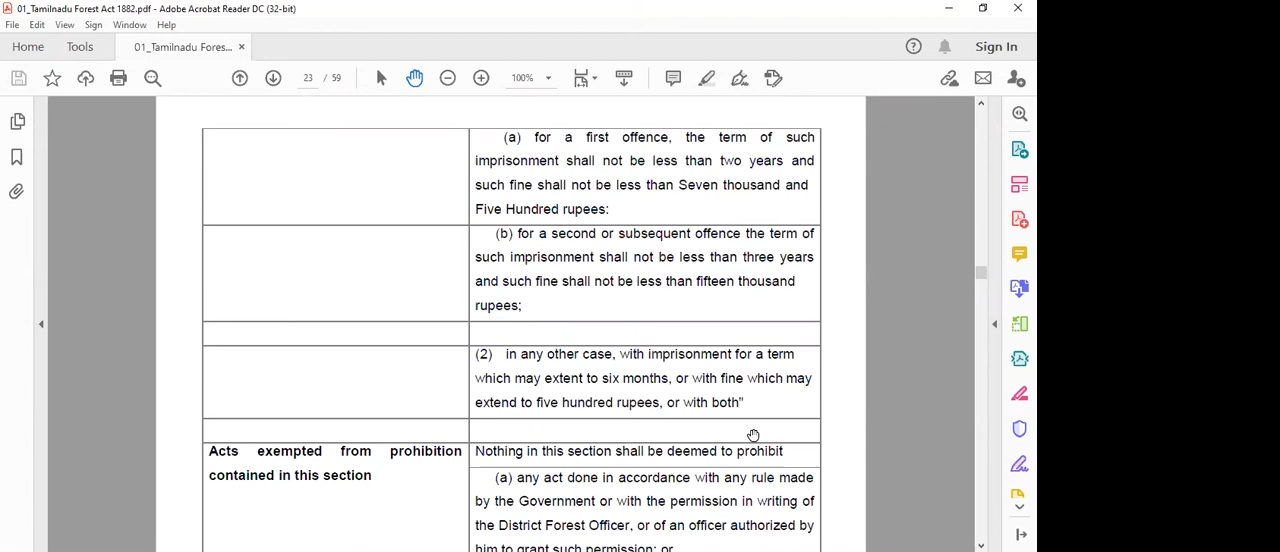 01_Tamilnadu Forest Act 1882.pdf - Adobe Acrobat Reader DC (32-bit)
File Edit View Sign Window Help
Home Tools 01_Tamilnadu Fores... × Sign In
23 / 59 100%
(a) for a first offence, the term of such
imprisonment shall not be less than two years and
such fine shall not be less than Seven thousand and
Five Hundred rupees:
(b) for a second or subsequent offence the term of
such imprisonment shall not be less than three years
and such fine shall not be less than fifteen thousand
rupees;
(2) in any other case, with imprisonment for a term
which may extent to six months, or with fine which may
extend to five hundred rupees, or with both"
Acts exempted from prohibition
contained in this section
Nothing in this section shall be deemed to prohibit
(a) any act done in accordance with any rule made
by the Government or with the permission in writing of
the District Forest Officer, or of an officer authorized by
him to grant such permission; or